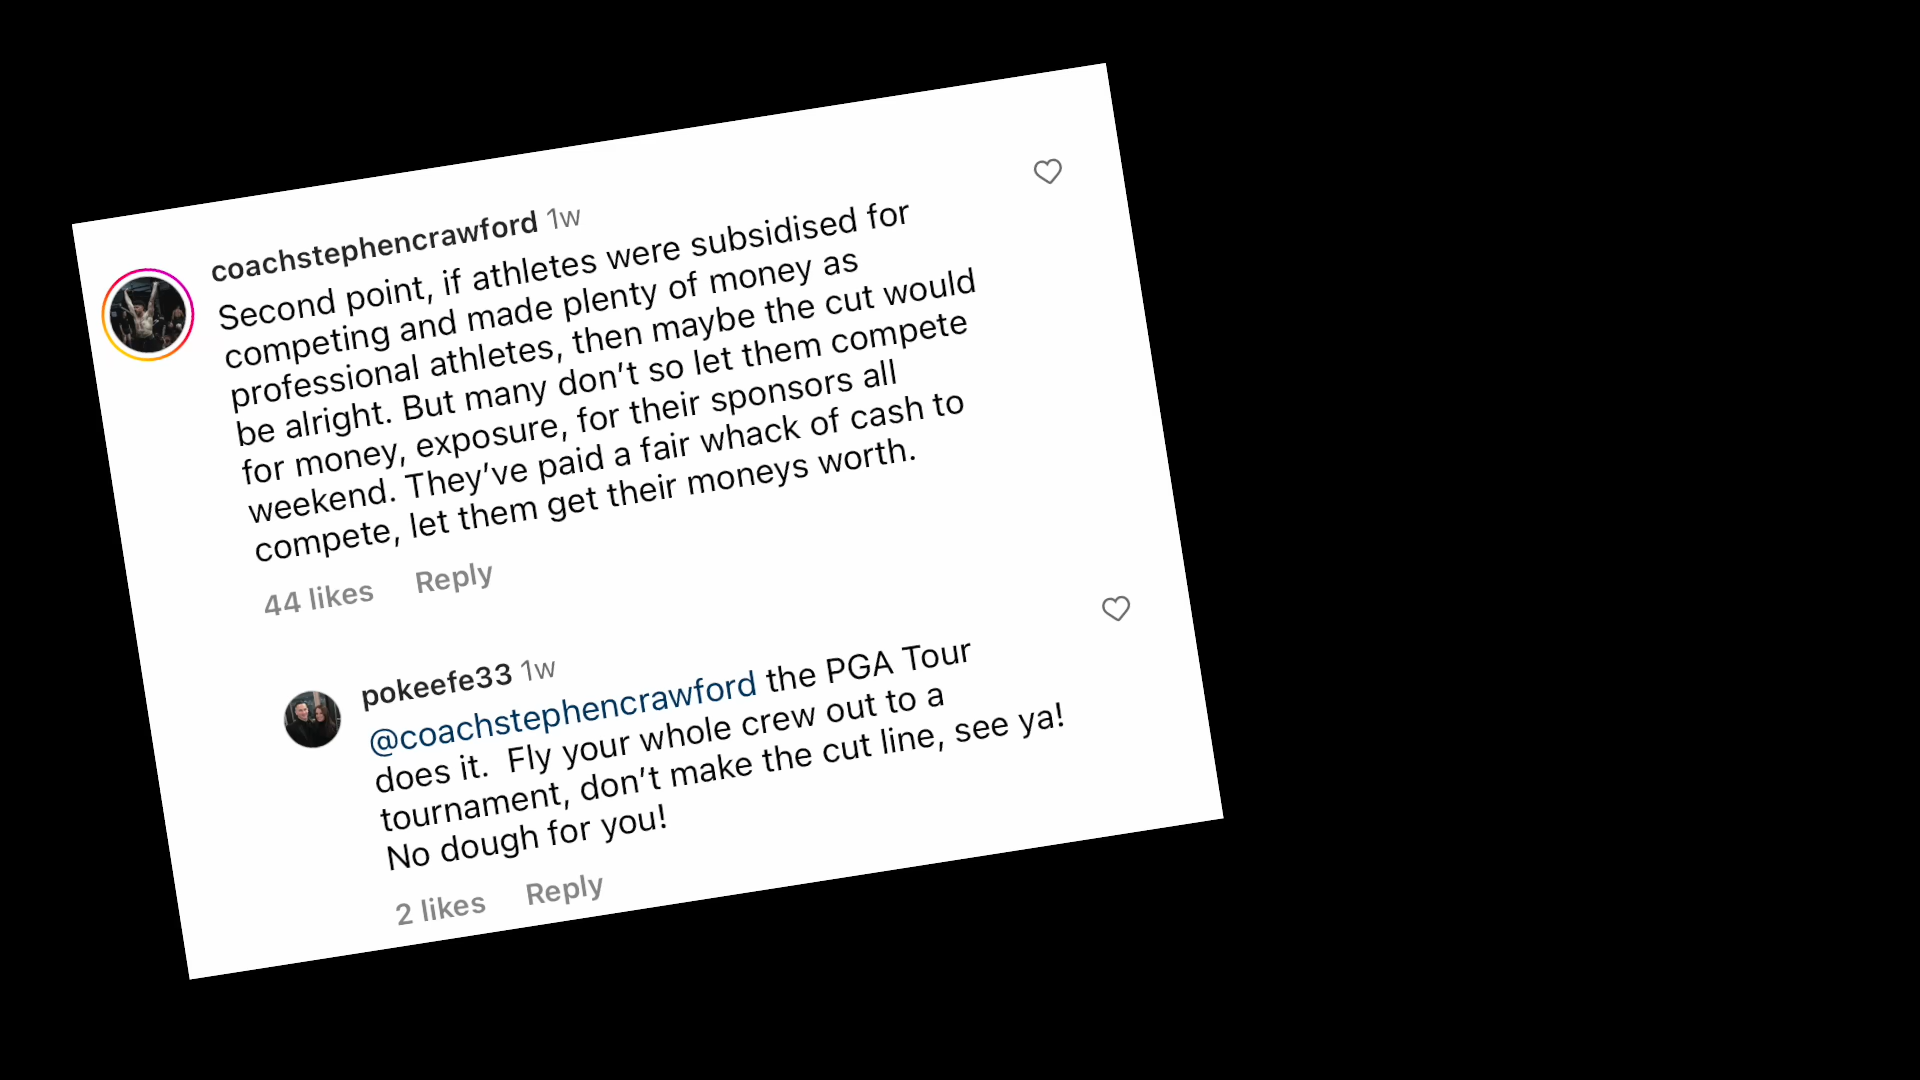 coachstephencrawford 1w
Second point, if athletes were subsidised for
competing and made plenty of money as
professional athletes, then maybe the cut would
be alright. But many don’t so let them compete
for money, exposure, for their sponsors all
weekend. They’ve paid a fair whack of cash to
compete, let them get their moneys worth.
44 likes Reply
pokeefe33 1w
@coachstephencrawford the PGA Tour
does it.  Fly your whole crew out to a
tournament, don’t make the cut line, see ya!
No dough for you!
2 likes Reply